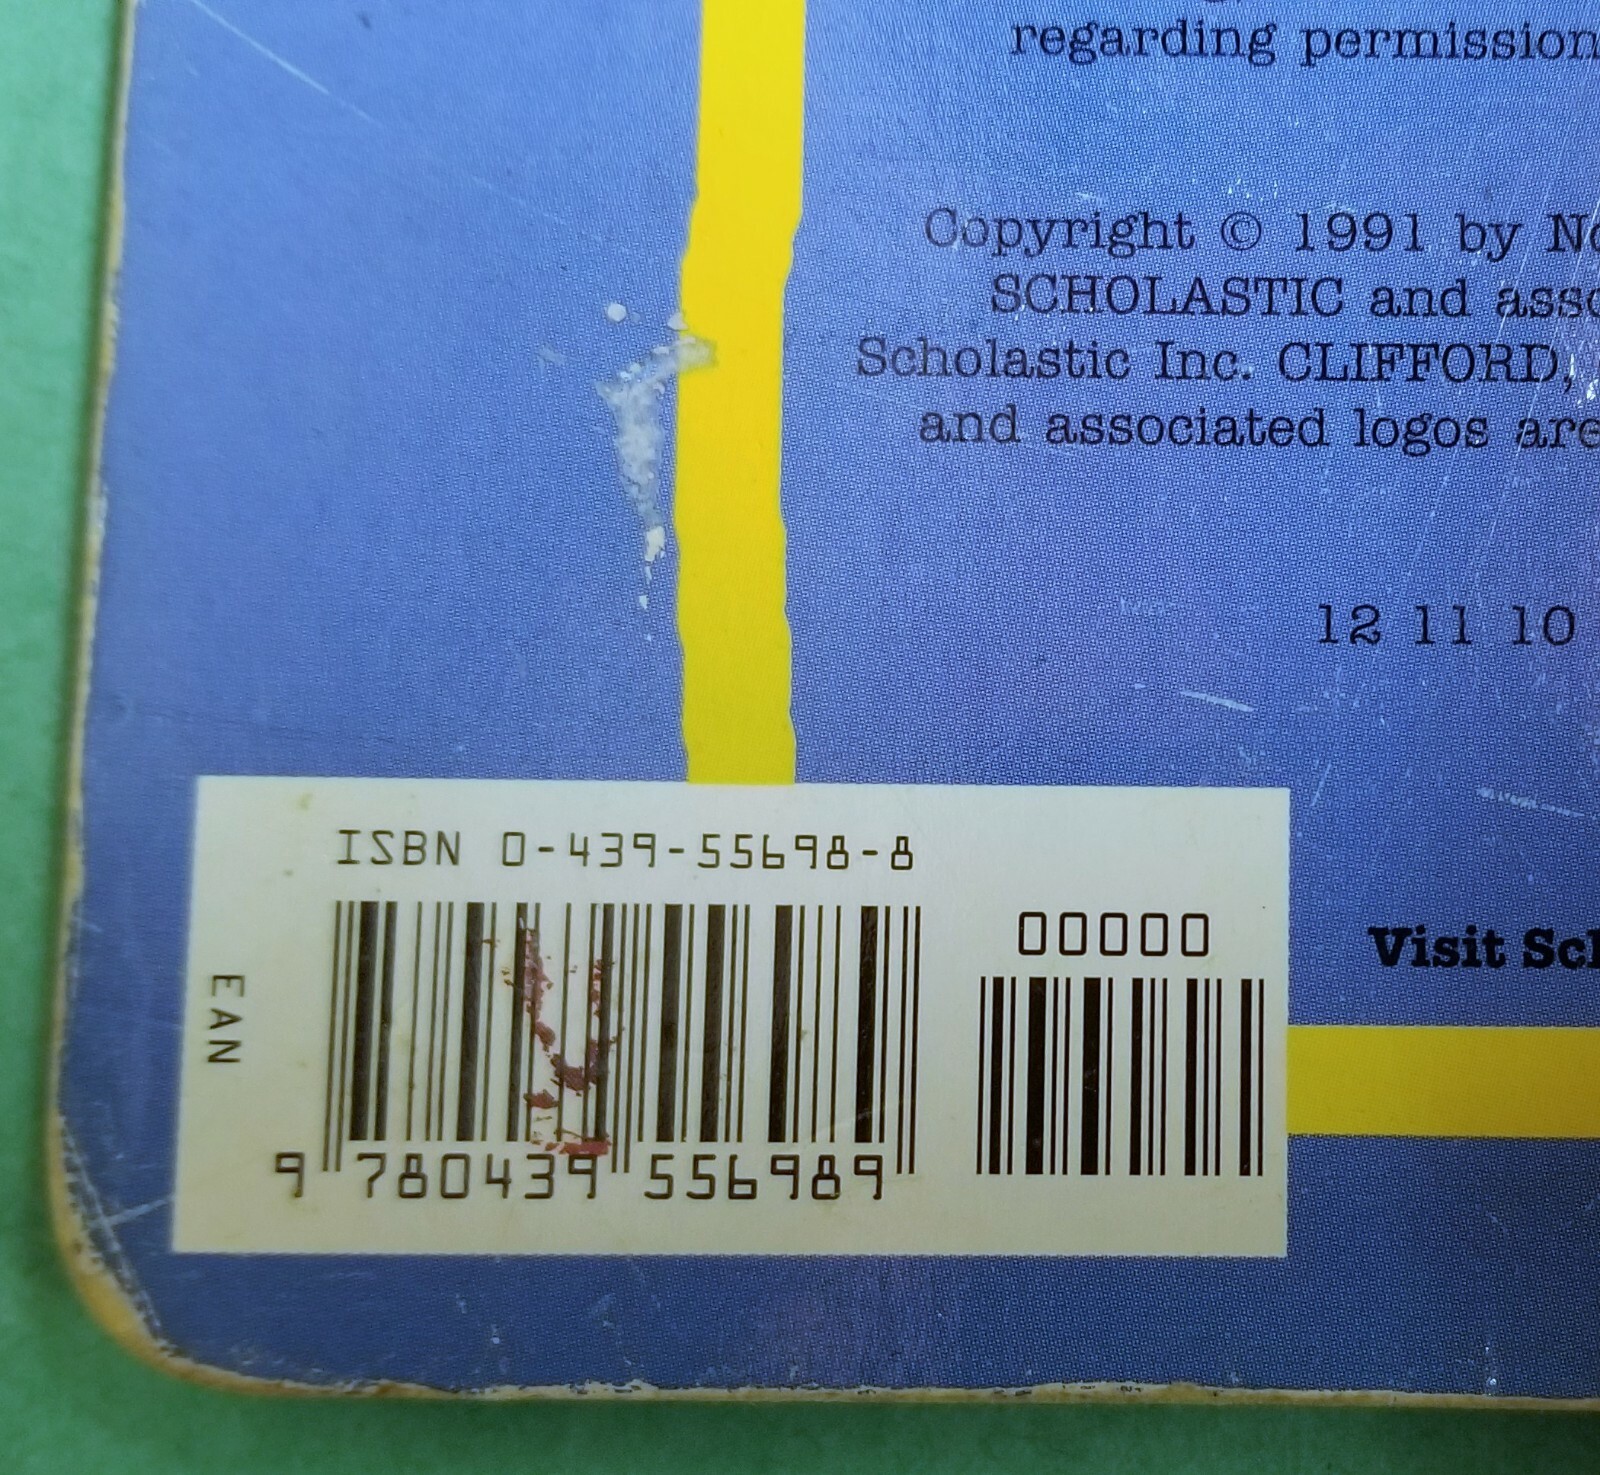 regarding permission
Copyright © 1991 by
SCHOLASTIC and
Scholastic Inc. CLIFFORD,
and associated logos are
12 11 10
ISBN 0-439-55698-8
00000
Visit
EAN
9 780439 556989